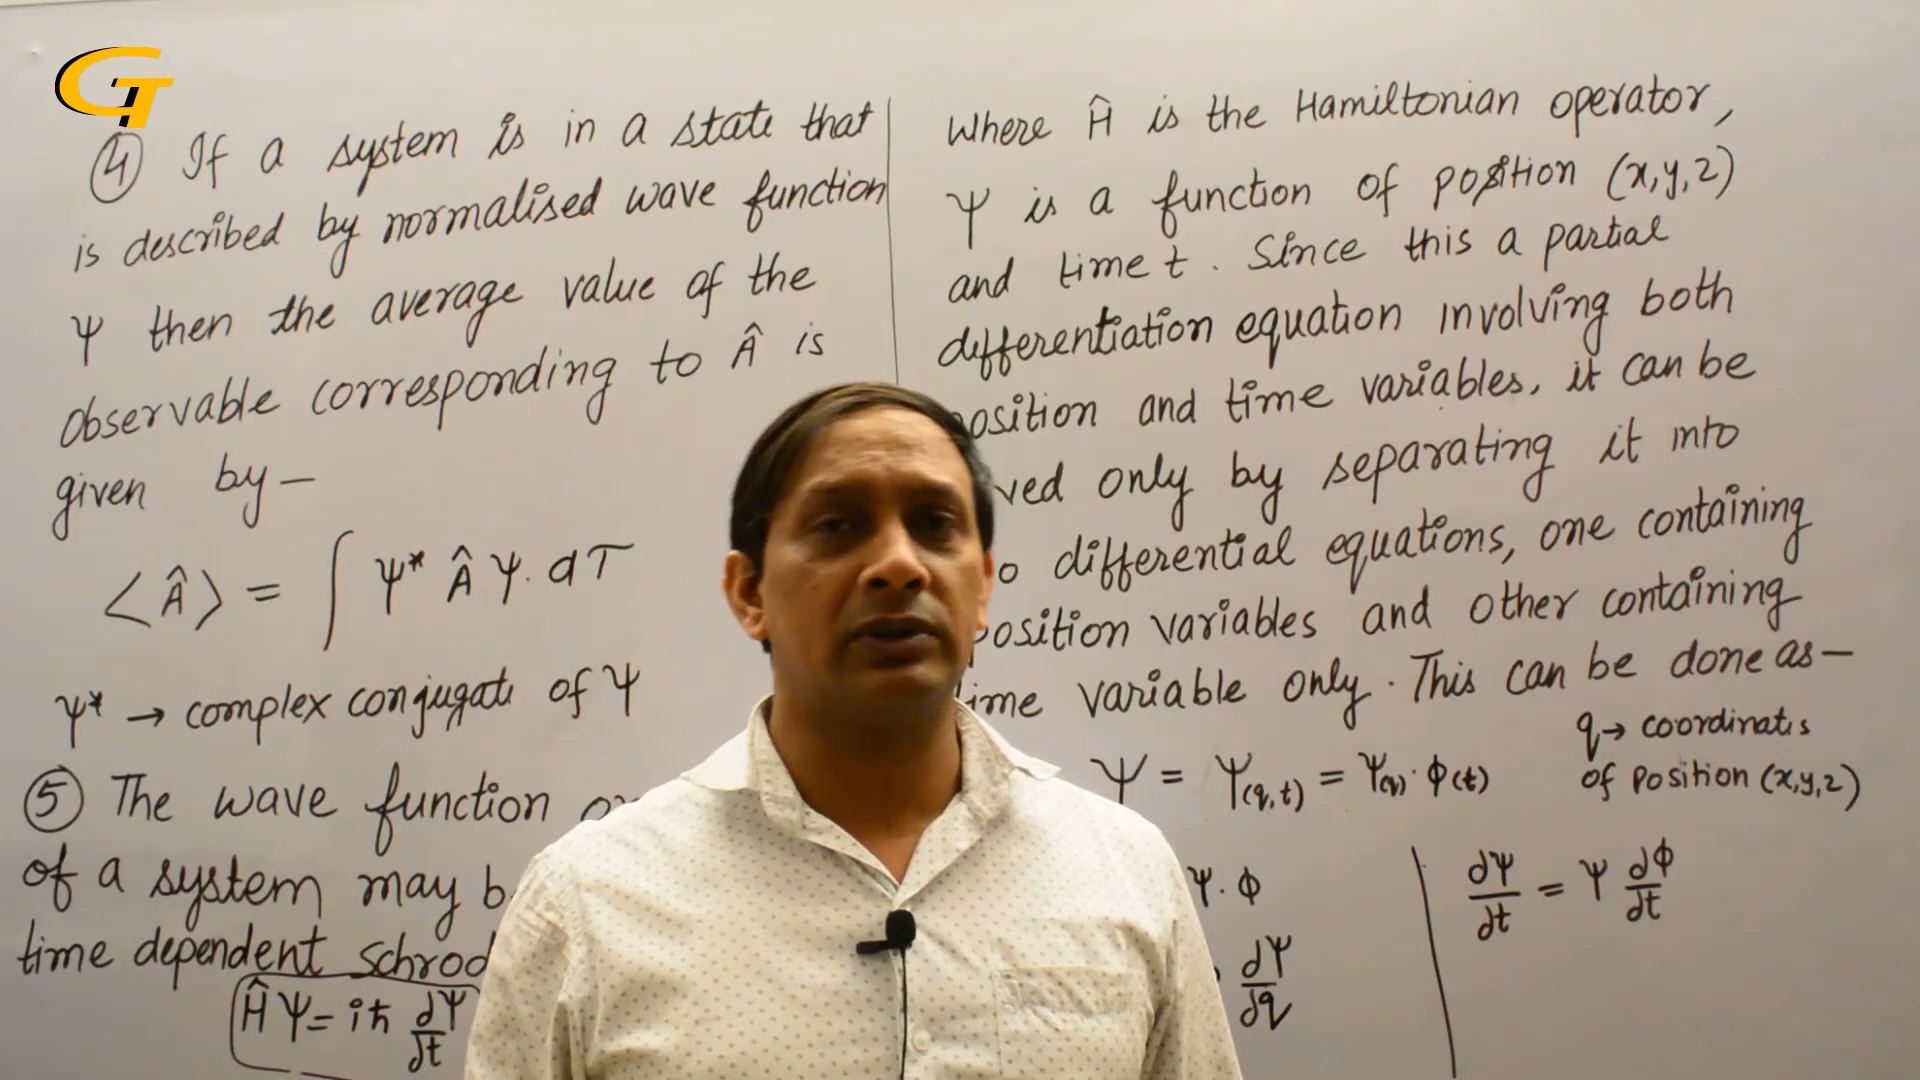 GT
④ If a system is in a state that
is described by normalised wave function
Ψ then the average value of the
observable corresponding to Â is
given by –
⟨Â⟩ = ∫ Ψ* Â Ψ. dτ
Ψ* → complex conjugate of Ψ
⑤ The wave function
of a system may
time dependent
ĤΨ = iħ ∂Ψ/∂t
Where Ĥ is the Hamiltonian operator,
Ψ is a function of position (x,y,z)
and time t. Since this a partial
differentiation equation involving both
and time variables, it can be
only by separating it into
differential equations, one containing
variables and other containing
variable only. This can be done as –
q → coordinates
of position (x,y,z)
Ψ = Ψ(q,t) = Ψ(q)· Φ(t)
Ψ · Φ
∂Ψ/∂q
∂Ψ/∂t = Ψ ∂Φ/∂t